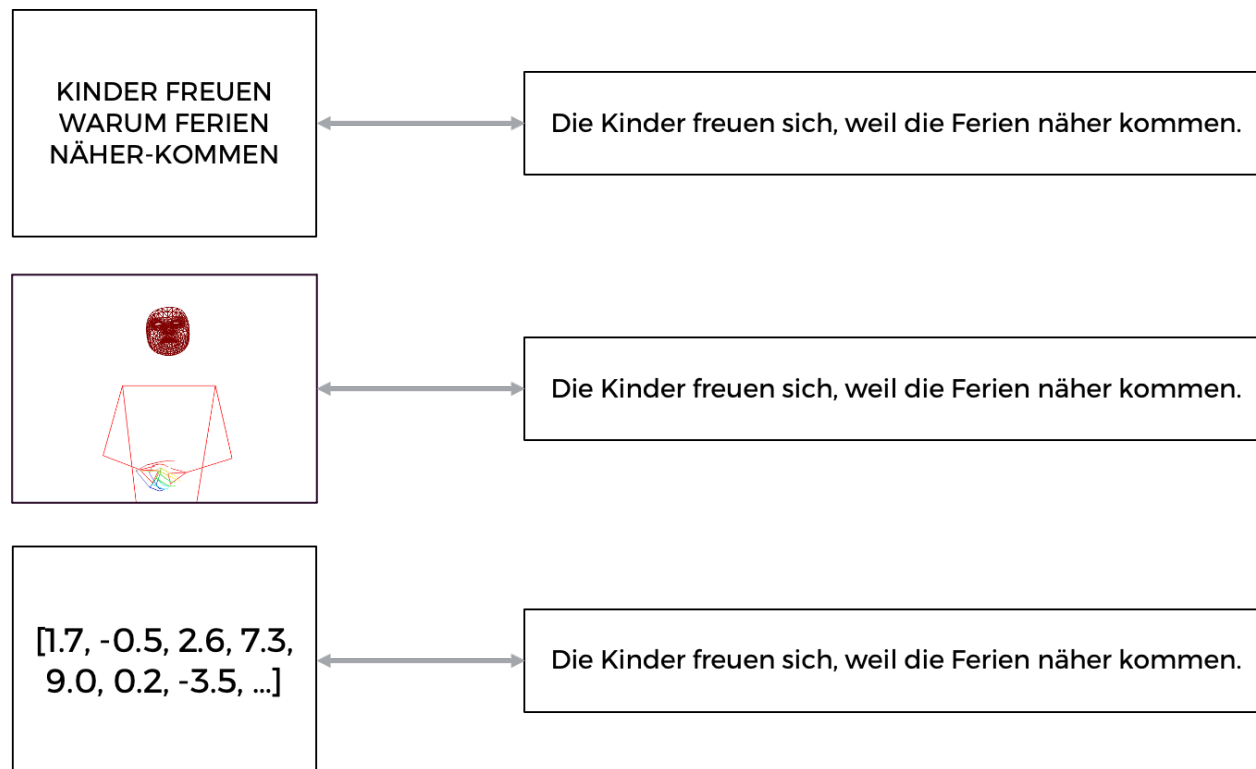 KINDER FREUEN
WARUM FERIEN
NÄHER-KOMMEN
Die Kinder freuen sich, weil die Ferien näher kommen.
Die Kinder freuen sich, weil die Ferien näher kommen.
[1.7, -0.5, 2.6, 7.3,
9.0, 0.2, -3.5, ...]
Die Kinder freuen sich, weil die Ferien näher kommen.